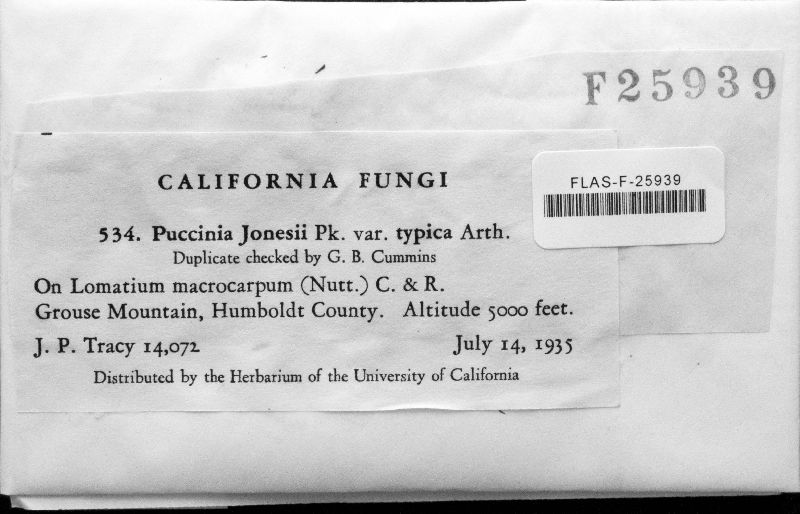 F25939
FLAS-F-25939
CALIFORNIA FUNGI
534. Puccinia Jonesii Pk. var. typica Arth.
Duplicate checked by G. B. Cummins
On Lomatium macrocarpum (Nutt.) C. & R.
Grouse Mountain, Humboldt County. Altitude 5000 feet.
J. P. Tracy 14,072 July 14, 1935
Distributed by the Herbarium of the University of California